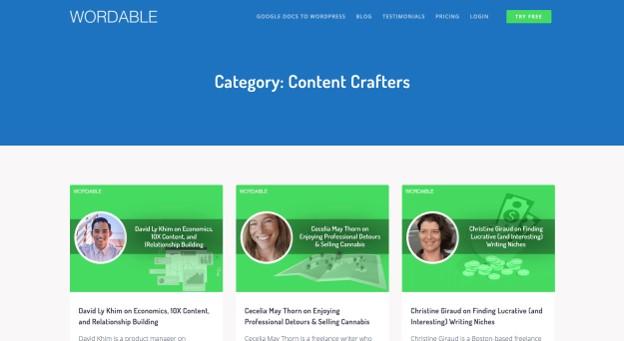 WORDABLE
GOOGLE DOCS TO WORDPRESS BLOG TESTIMONIALS PRICING LOGIN TRY FREE
Category: Content Crafters
WORDABLE
David Ly Khim on Economics,
10X Content, and
(Relationship Building
WORDABLE
Cecelia May Thorn on
Enjoying Professional Detours
& Selling Cannabis
WORDABLE
Christine Giraud on Finding
Lucrative (and Interesting)
Writing Niches
David Ly Khim on Economics, 10X Content,
and Relationship Building
David Khim is a product manager on
Cecelia May Thorn on Enjoying
Professional Detours & Selling Cannabis
Cecelia May Thorn is a freelance writer who
Christine Giraud on Finding Lucrative (and
Interesting) Writing Niches
Christine Giraud is a Boston-based freelance